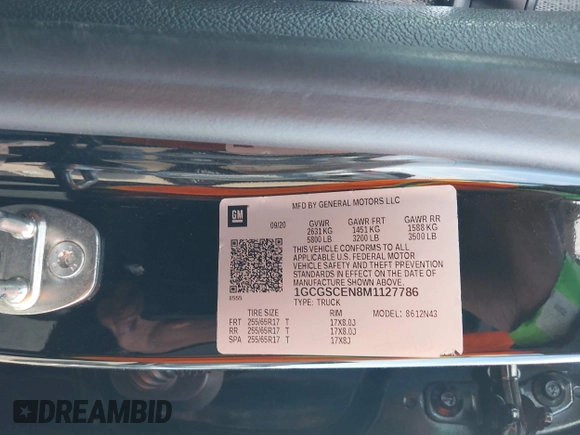 MFD BY GENERAL MOTORS LLC
GM
09/20 GVWR GAWR FRT GAWR RR
2631 KG 1451 KG 1588 KG
5800 LB 3200 LB 3500 LB
THIS VEHICLE CONFORMS TO ALL
APPLICABLE U.S. FEDERAL MOTOR
VEHICLE SAFETY AND THEFT PREVENTION
STANDARDS IN EFFECT ON THE DATE OF
MANUFACTURE SHOWN ABOVE.
1GCGSCEN8M1127786
TYPE: TRUCK
TIRE SIZE RIM MODEL: 8612N43
FRT 255/65R17 T 17X8.0J
RR 255/65R17 T 17X8.0J
SPA 255/65R17 T 17X8J
DREAMBID